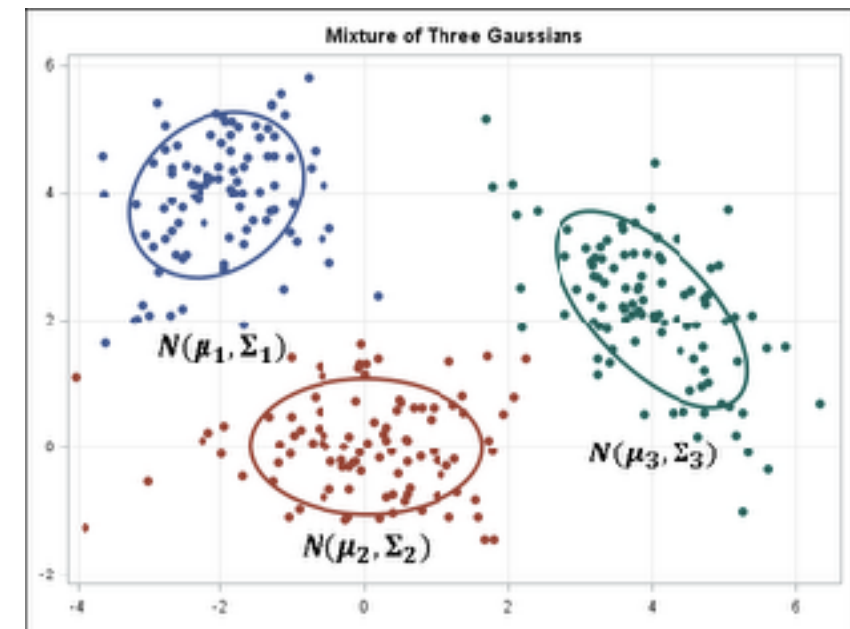 Mixture of Three Gaussians
6
4
2
0
-2
N(μ₁, Σ₁)
N(μ₂, Σ₂)
N(μ₃, Σ₃)
-4 -2 0 2 4 6